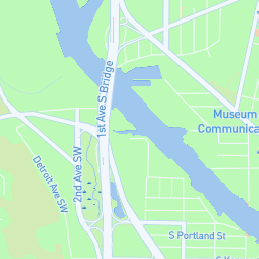 1st Ave S Bridge
Museum
Communica
2nd Ave SW
Detroit Ave SW
S Portland St
S K